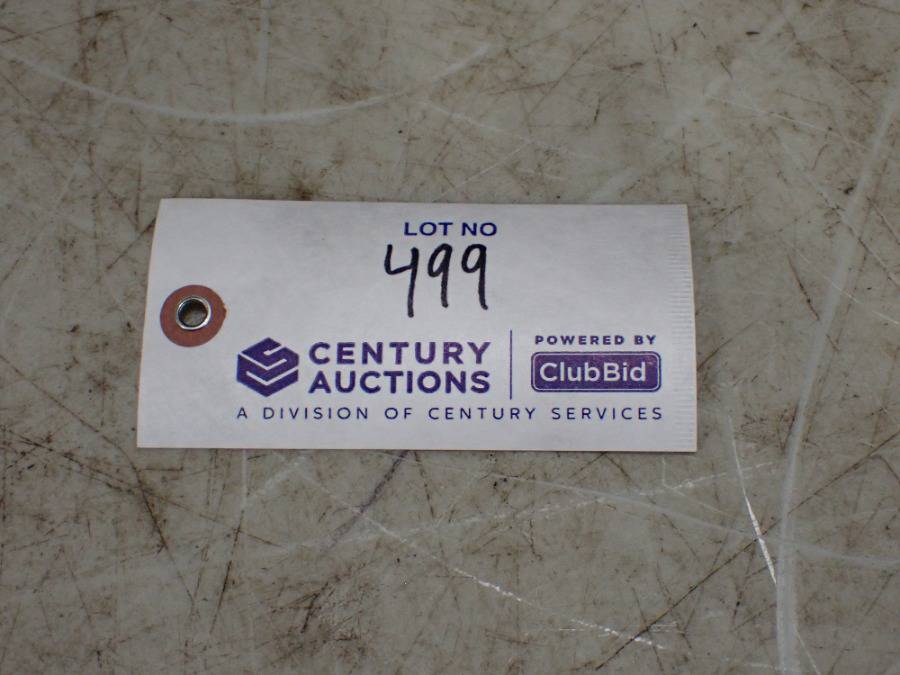 LOT NO
499
CENTURY AUCTIONS
POWERED BY
ClubBid
A DIVISION OF CENTURY SERVICES